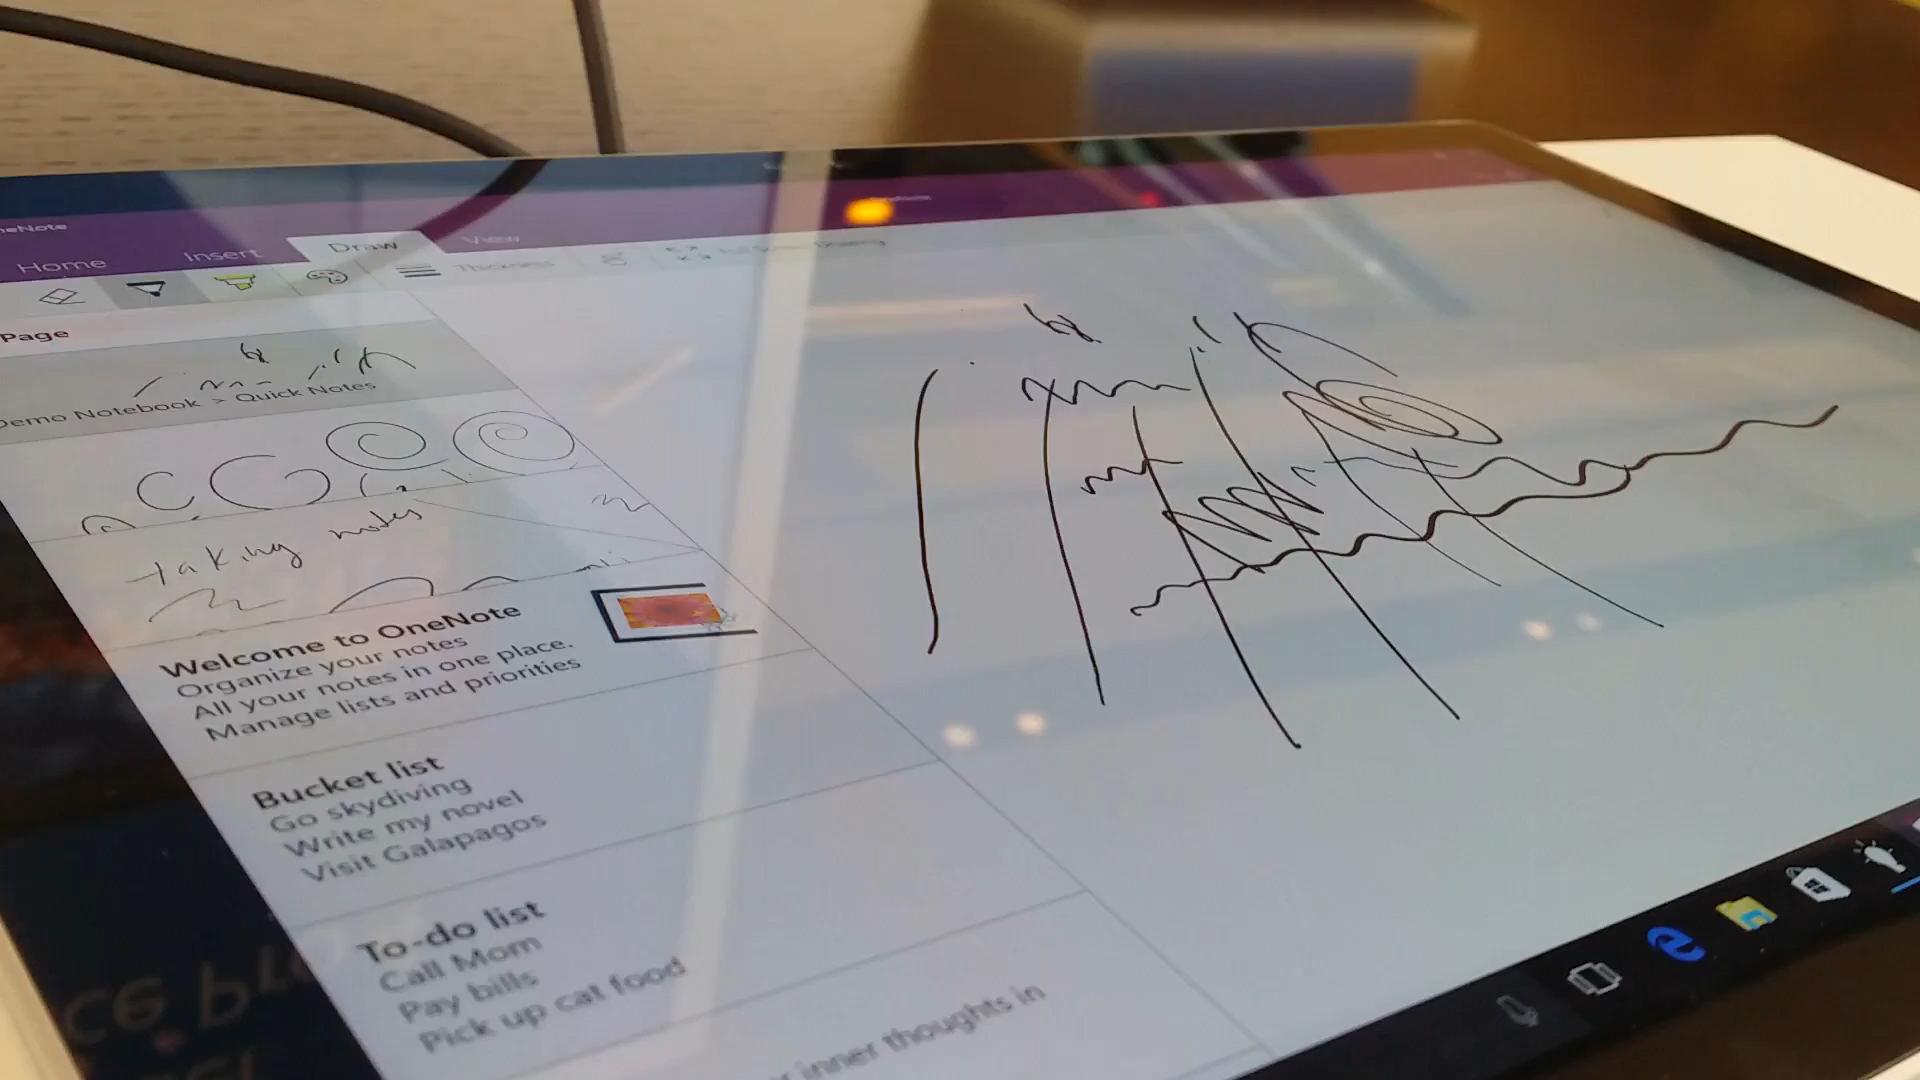 eNote
Home Insert Draw View
Thickness
Page
Demo Notebook > Quick Notes
taking notes
Welcome to OneNote
Organize your notes
All your notes in one place.
Manage lists and priorities
Bucket list
Go skydiving
Write my novel
Visit Galapagos
To-do list
Call Mom
Pay bills
Pick up cat food
inner thoughts in